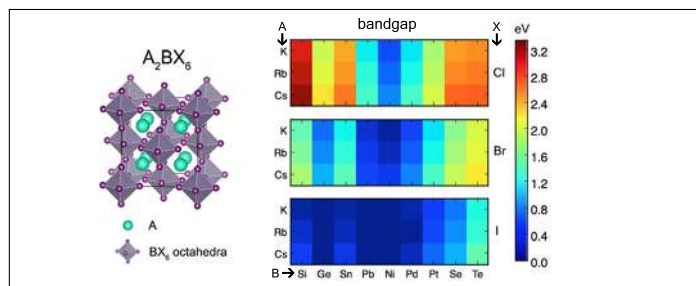 A₂BX₆
A
BX₆ octahedra
bandgap
A
X
K
Rb
Cs
Cl
K
Rb
Cs
Br
K
Rb
Cs
I
B → Si Ge Sn Pb Ni Pd Pt Se Te
eV
3.2
2.8
2.4
2.0
1.6
1.2
0.8
0.4
0.0